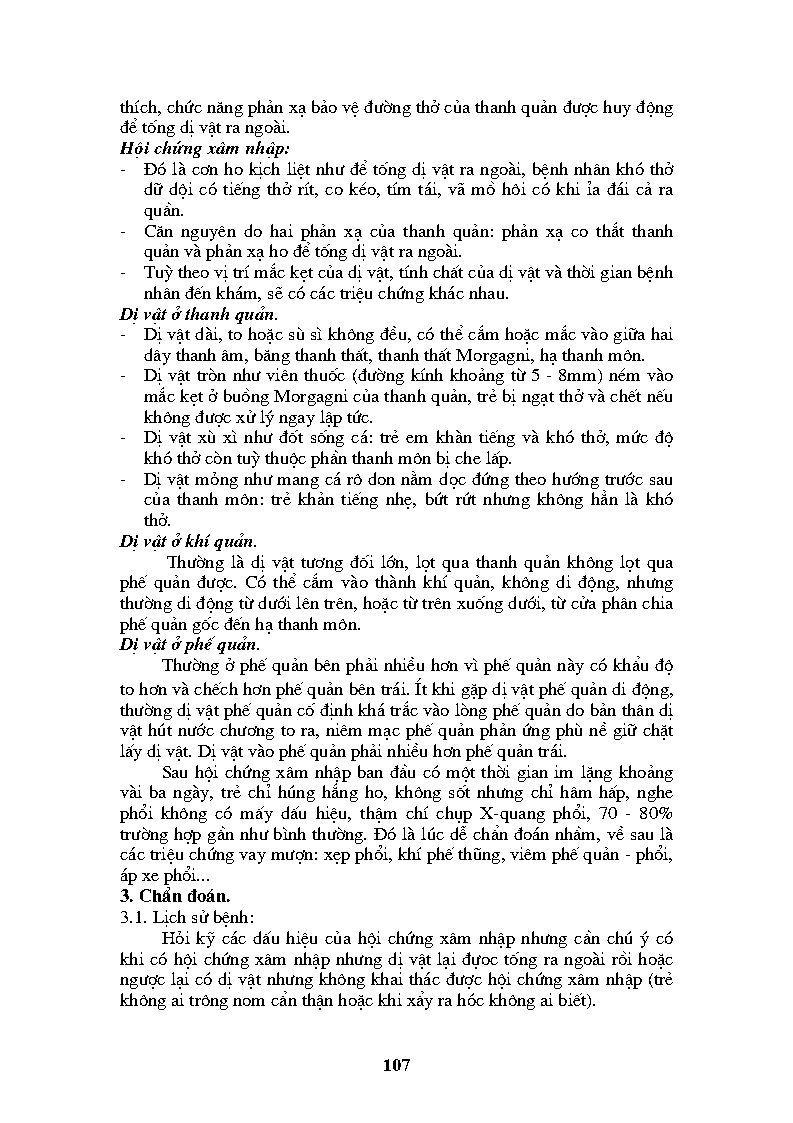 thích, chức năng phản xạ bảo vệ đường thở của thanh quản được huy động
để tống dị vật ra ngoài.
Hội chứng xâm nhập:
- Đó là cơn ho kịch liệt như để tống dị vật ra ngoài, bệnh nhân khó thở
dữ dội có tiếng thở rít, co kéo, tím tái, vã mồ hôi có khi ỉa đái cả ra
quần.
- Căn nguyên do hai phản xạ của thanh quản: phản xạ co thắt thanh
quản và phản xạ ho để tống dị vật ra ngoài.
- Tuỳ theo vị trí mắc kẹt của dị vật, tính chất của dị vật và thời gian bệnh
nhân đến khám, sẽ có các triệu chứng khác nhau.
Dị vật ở thanh quản.
- Dị vật dài, to hoặc sù sì không đều, có thể cắm hoặc mắc vào giữa hai
dây thanh âm, băng thanh thất, thanh thất Morgagni, hạ thanh môn.
- Dị vật tròn như viên thuốc (đường kính khoảng từ 5 - 8mm) ném vào
mắc kẹt ở buồng Morgagni của thanh quản, trẻ bị ngạt thở và chết nếu
không được xử lý ngay lập tức.
- Dị vật xù xì như đốt sống cá: trẻ em khàn tiếng và khó thở, mức độ
khó thở còn tuỳ thuộc phần thanh môn bị che lấp.
- Dị vật mỏng như mang cá rô don nằm dọc đứng theo hướng trước sau
của thanh môn: trẻ khản tiếng nhẹ, bứt rứt nhưng không hẳn là khó
thở.
Dị vật ở khí quản.
Thường là dị vật tương đối lớn, lọt qua thanh quản không lọt qua
phế quản được. Có thể cắm vào thành khí quản, không di động, nhưng
thường di động từ dưới lên trên, hoặc từ trên xuống dưới, từ cửa phân chia
phế quản gốc đến hạ thanh môn.
Dị vật ở phế quản.
Thường ở phế quản bên phải nhiều hơn vì phế quản này có khẩu độ
to hơn và chếch hơn phế quản bên trái. Ít khi gặp dị vật phế quản di động,
thường dị vật phế quản cố định khá trắc vào lòng phế quản do bản thân dị
vật hút nước chương to ra, niêm mạc phế quản phản ứng phù nề giữ chặt
lấy dị vật. Dị vật vào phế quản phải nhiều hơn phế quản trái.
Sau hội chứng xâm nhập ban đầu có một thời gian im lặng khoảng
vài ba ngày, trẻ chỉ húng hắng ho, không sốt nhưng chỉ hâm hấp, nghe
phổi không có mấy dấu hiệu, thậm chí chụp X-quang phổi, 70 - 80%
trường hợp gần như bình thường. Đó là lúc dễ chẩn đoán nhầm, về sau là
các triệu chứng vay mượn: xẹp phổi, khí phế thũng, viêm phế quản - phổi,
áp xe phổi...
3. Chẩn đoán.
3.1. Lịch sử bệnh:
Hỏi kỹ các dấu hiệu của hội chứng xâm nhập nhưng cần chú ý có
khi có hội chứng xâm nhập nhưng dị vật lại đựoc tống ra ngoài rồi hoặc
ngược lại có dị vật nhưng không khai thác được hội chứng xâm nhập (trẻ
không ai trông nom cẩn thận hoặc khi xẩy ra hóc không ai biết).
107